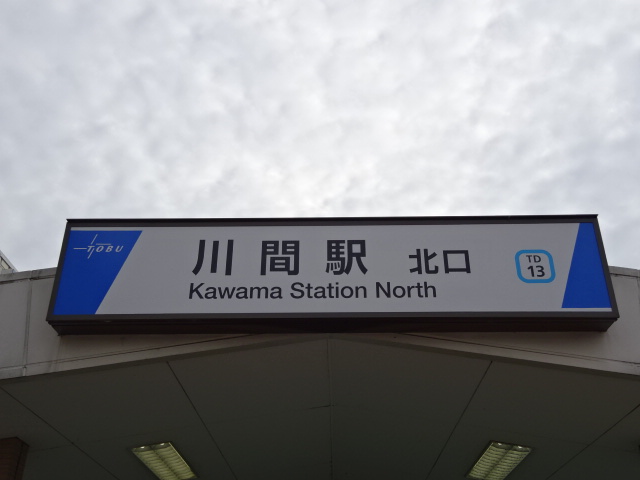 TOBU
川間駅 北口
Kawama Station North
TD
13